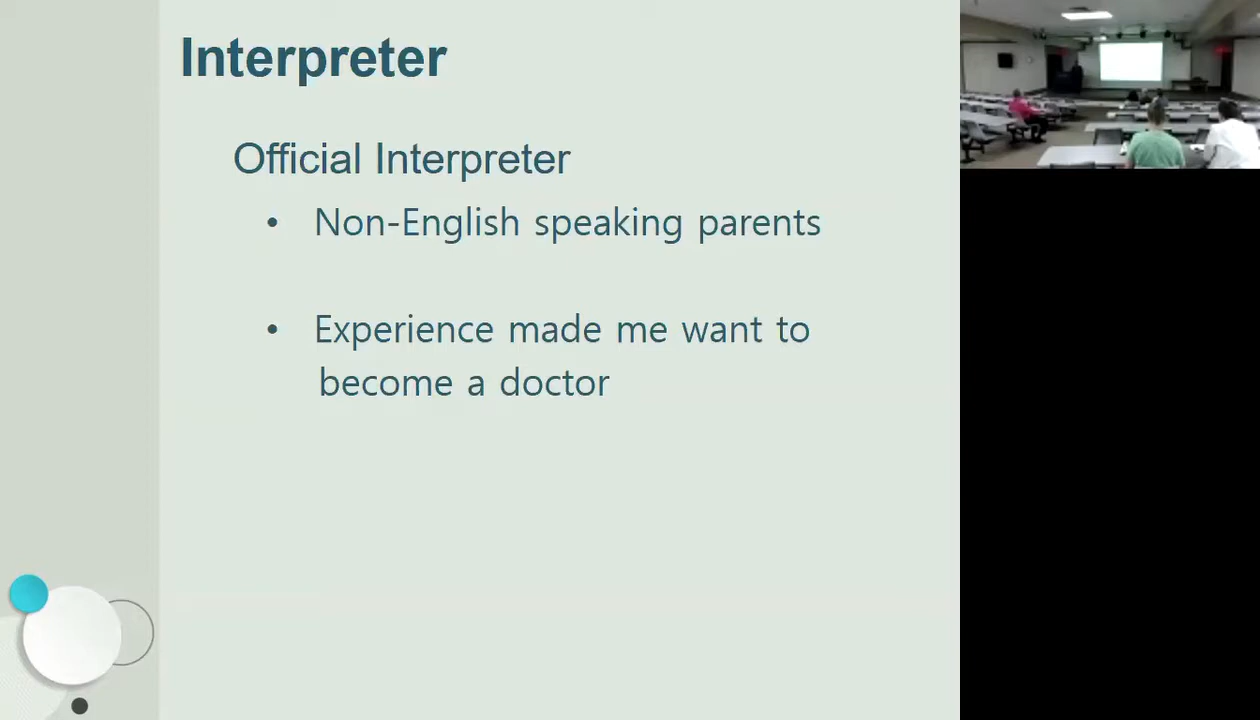 Interpreter
Official Interpreter
• Non-English speaking parents
• Experience made me want to
become a doctor